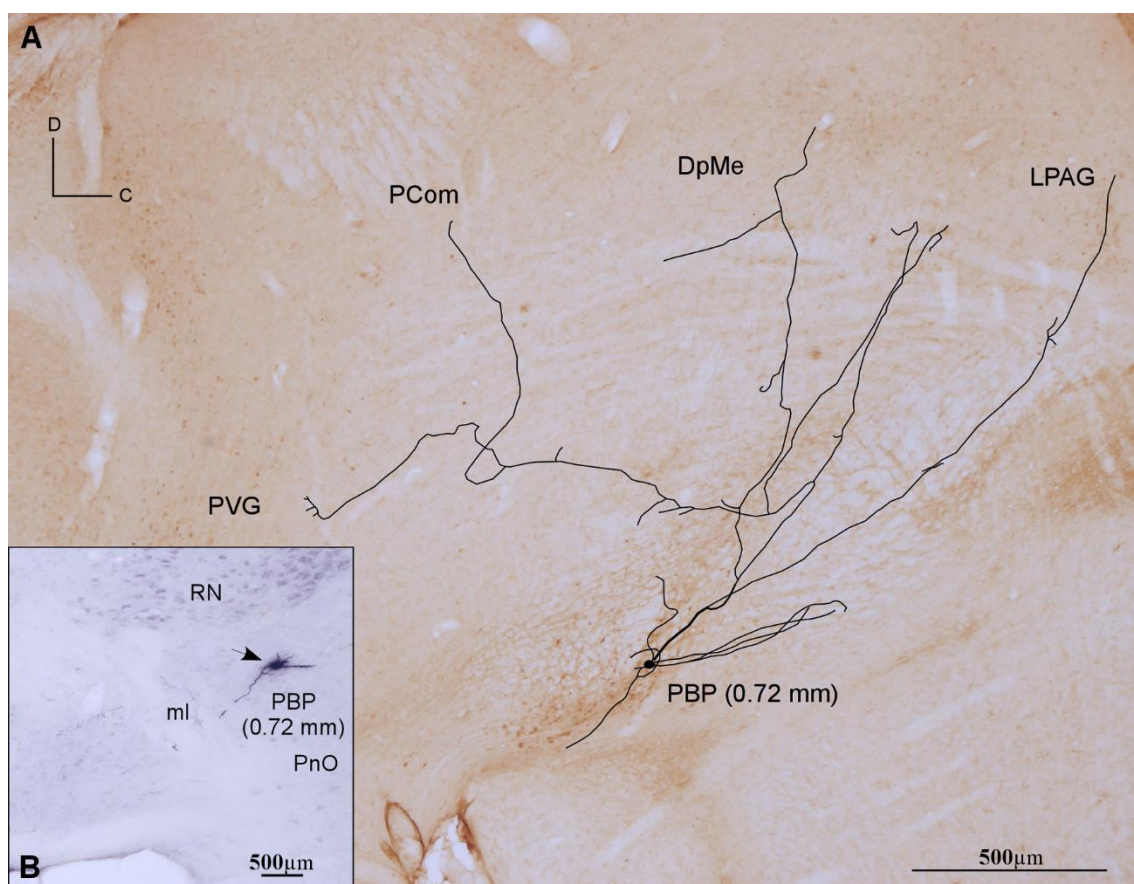 A
D
C
PCom
DpMe
LPAG
PVG
RN
PBP
(0.72 mm)
ml
PnO
PBP (0.72 mm)
B
500µm
500µm